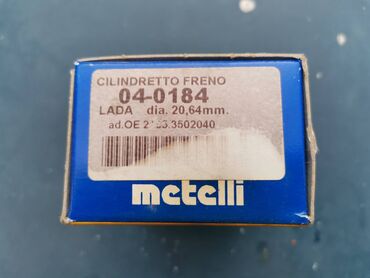 CILINDRETTO FRENO
04-0184
LADA dia. 20,64mm.
ad.OE
metelli